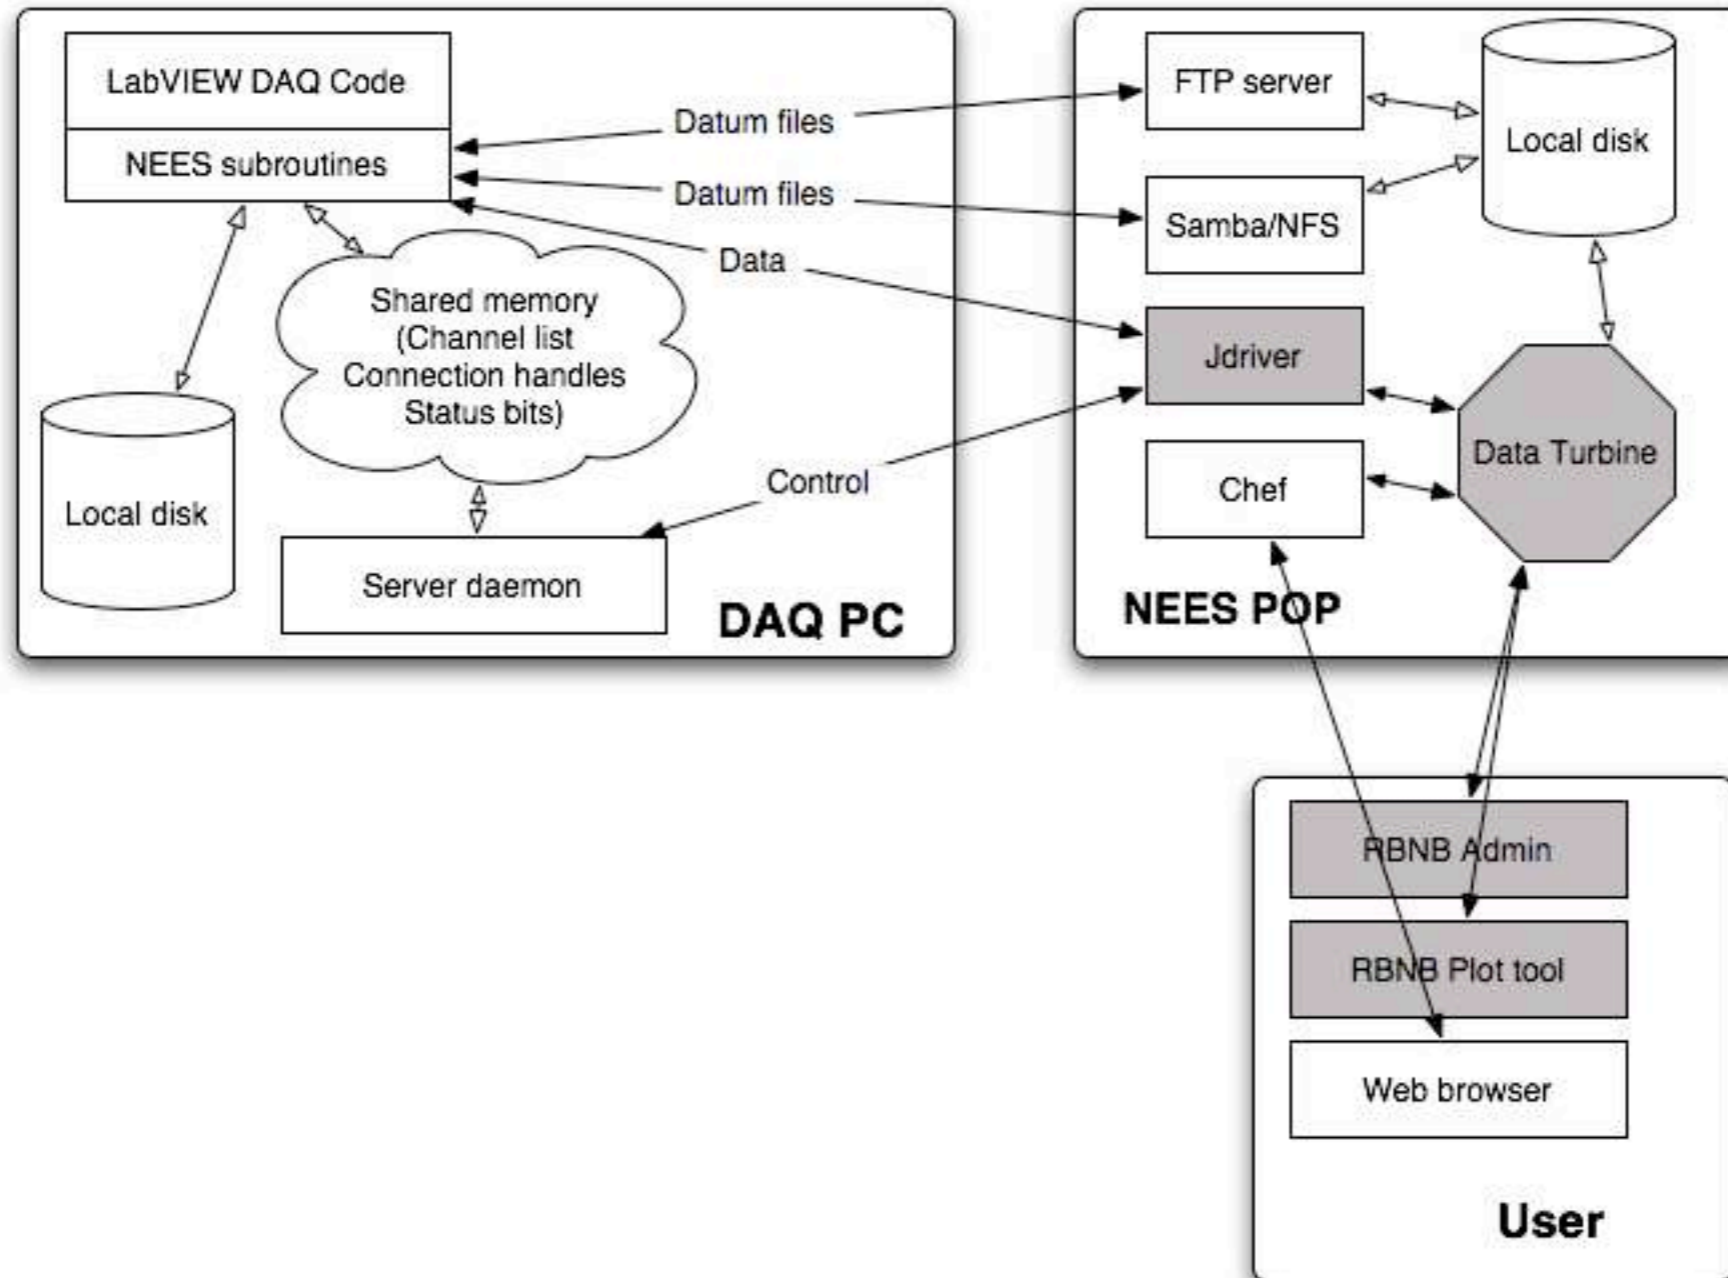 LabVIEW DAQ Code
NEES subroutines
Shared memory
(Channel list
Connection handles
Status bits)
Local disk
Server daemon
DAQ PC
Datum files
Datum files
Data
Control
FTP server
Samba/NFS
Jdriver
Chef
Local disk
Data Turbine
NEES POP
RBNB Admin
RBNB Plot tool
Web browser
User